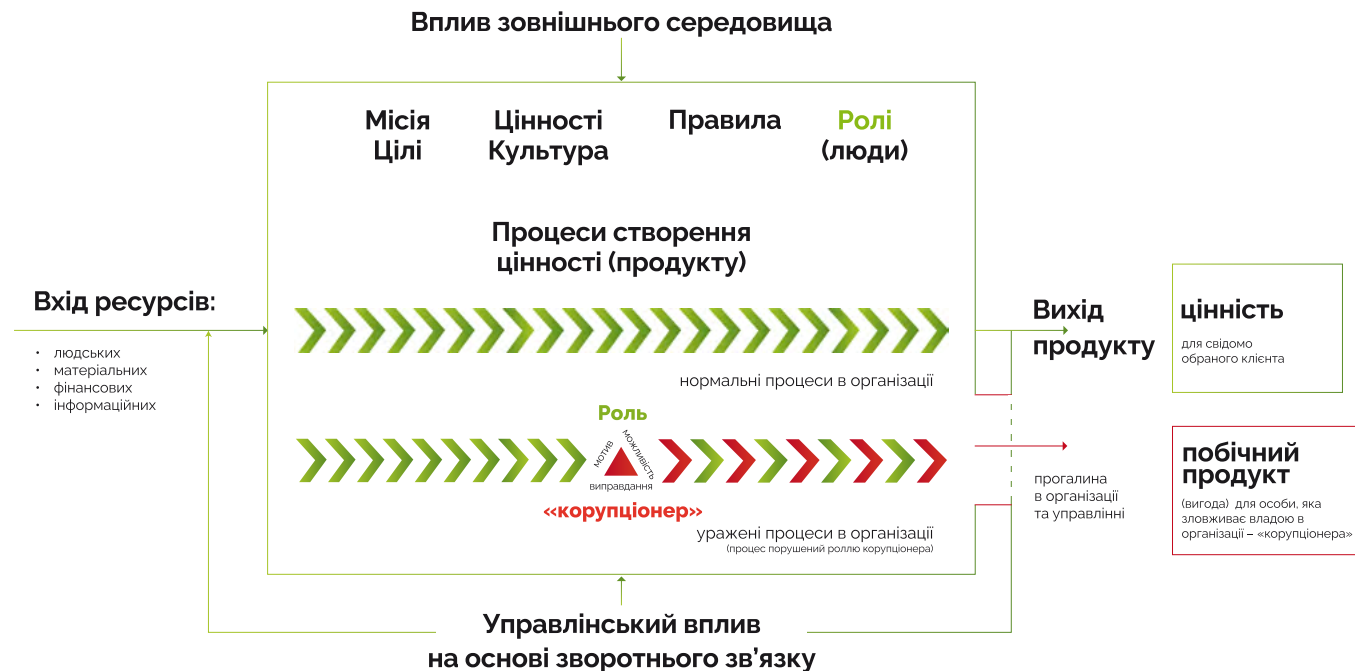 Вплив зовнішнього середовища
Місія
Цілі
Цінності
Культура
Правила
Ролі
(люди)
Процеси створення
цінності (продукту)
Вхід ресурсів:
• людських
• матеріальних
• фінансових
• інформаційних
нормальні процеси в організації
Вихід
продукту
цінність
для свідомо
обраного клієнта
Роль
мотив
можливість
виправдання
«корупціонер»
уражені процеси в організації
(процес порушений роллю корупціонера)
прогалина
в організації
та управлінні
побічний
продукт
(вигода) для особи, яка
зловживає владою в
організації – «корупціонера»
Управлінський вплив
на основі зворотнього зв’язку